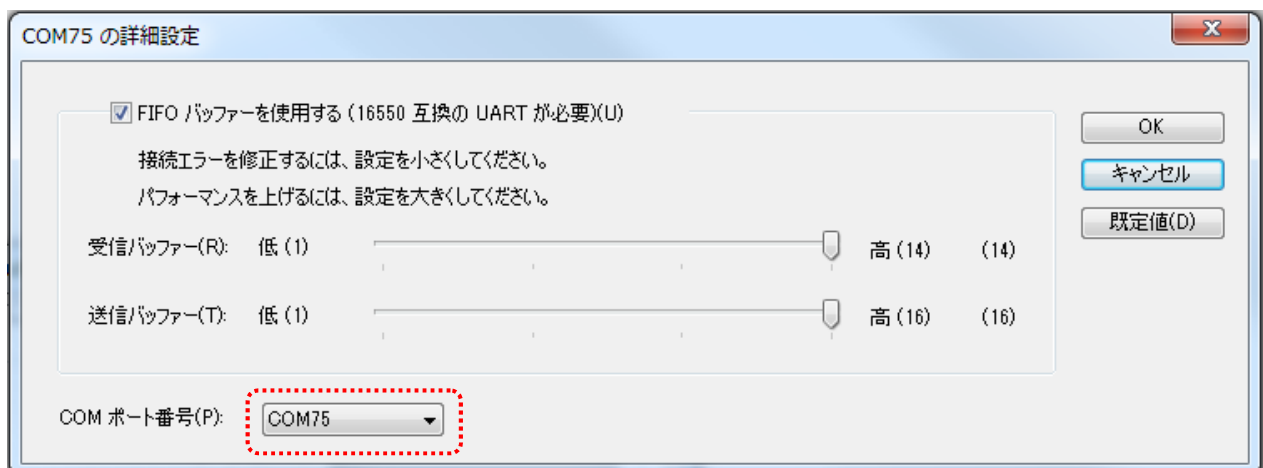 COM75 の詳細設定
FIFO バッファーを使用する (16550 互換の UART が必要)(U)
接続エラーを修正するには、設定を小さくしてください。
パフォーマンスを上げるには、設定を大きくしてください。
受信バッファー(R): 低 (1) 高 (14) (14)
送信バッファー(T): 低 (1) 高 (16) (16)
COM ポート番号(P): COM75
OK
キャンセル
既定値(D)